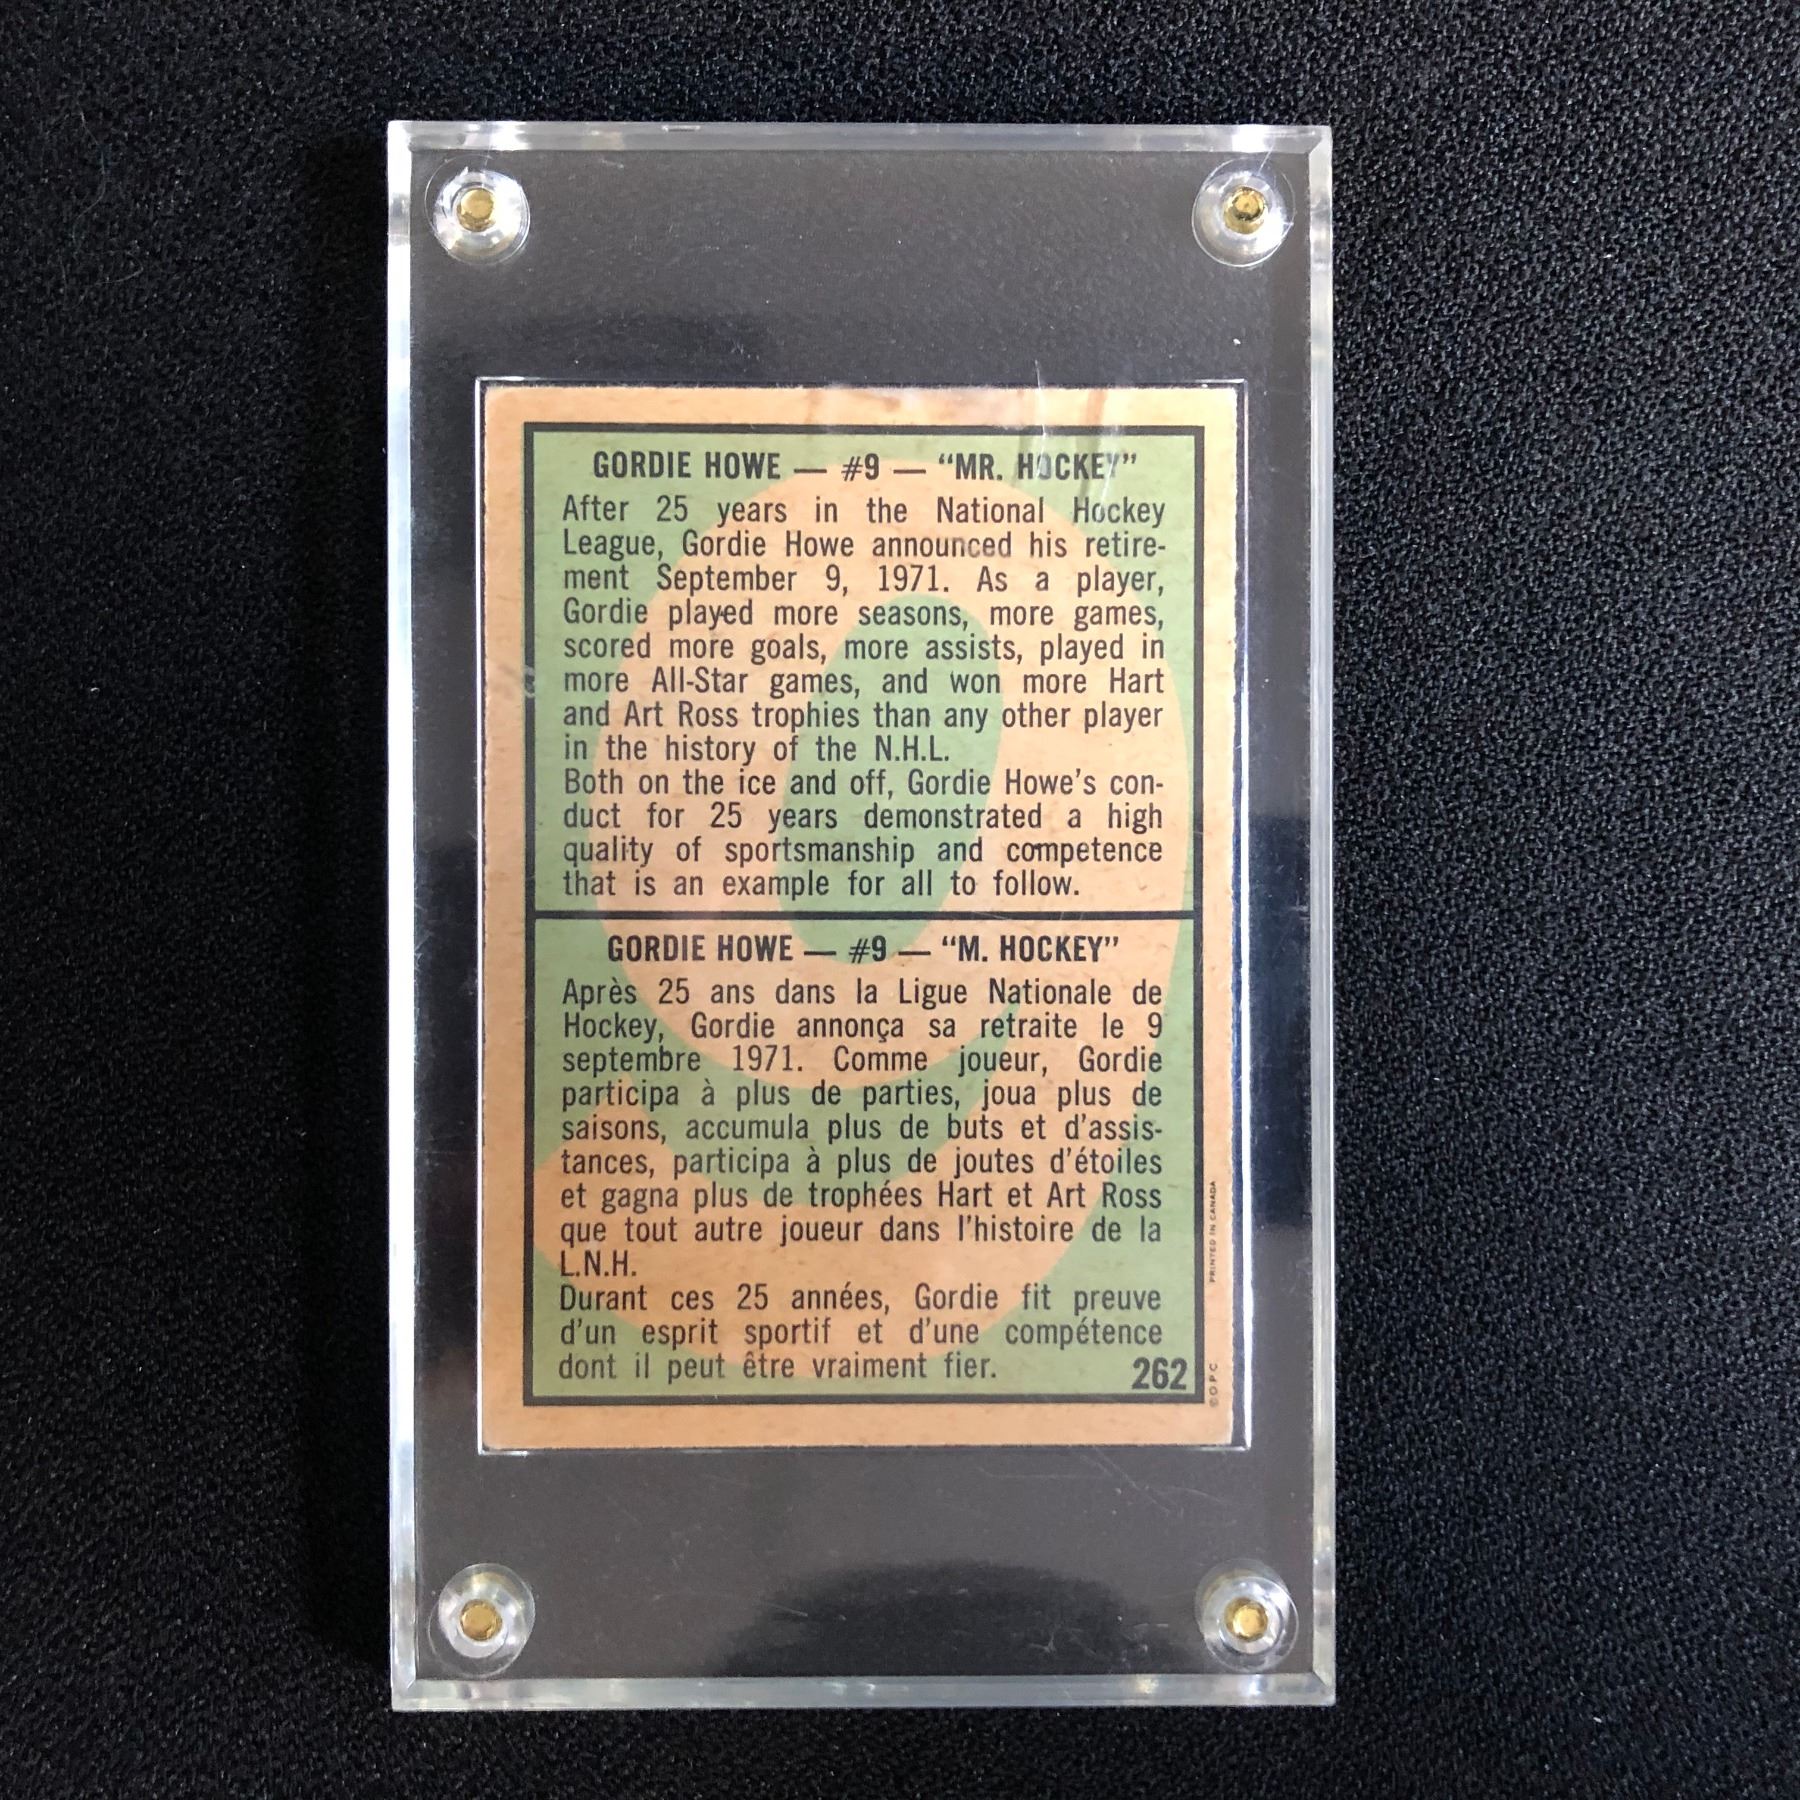 GORDIE HOWE — #9 — “MR. HOCKEY”
After 25 years in the National Hockey
League, Gordie Howe announced his retire-
ment September 9, 1971. As a player,
Gordie played more seasons, more games,
scored more goals, more assists, played in
more All-Star games, and won more Hart
and Art Ross trophies than any other player
in the history of the N.H.L.
Both on the ice and off, Gordie Howe’s con-
duct for 25 years demonstrated a high
quality of sportsmanship and competence
that is an example for all to follow.
GORDIE HOWE — #9 — “M. HOCKEY”
Après 25 ans dans la Ligue Nationale de
Hockey, Gordie annonça sa retraite le 9
septembre 1971. Comme joueur, Gordie
participa à plus de parties, joua plus de
saisons, accumula plus de buts et d’assis-
tances, participa à plus de joutes d’étoiles
et gagna plus de trophées Hart et Art Ross
que tout autre joueur dans l’histoire de la
L.N.H.
Durant ces 25 années, Gordie fit preuve
d’un esprit sportif et d’une compétence
dont il peut être vraiment fier.
262
© O P C
PRINTED IN CANADA